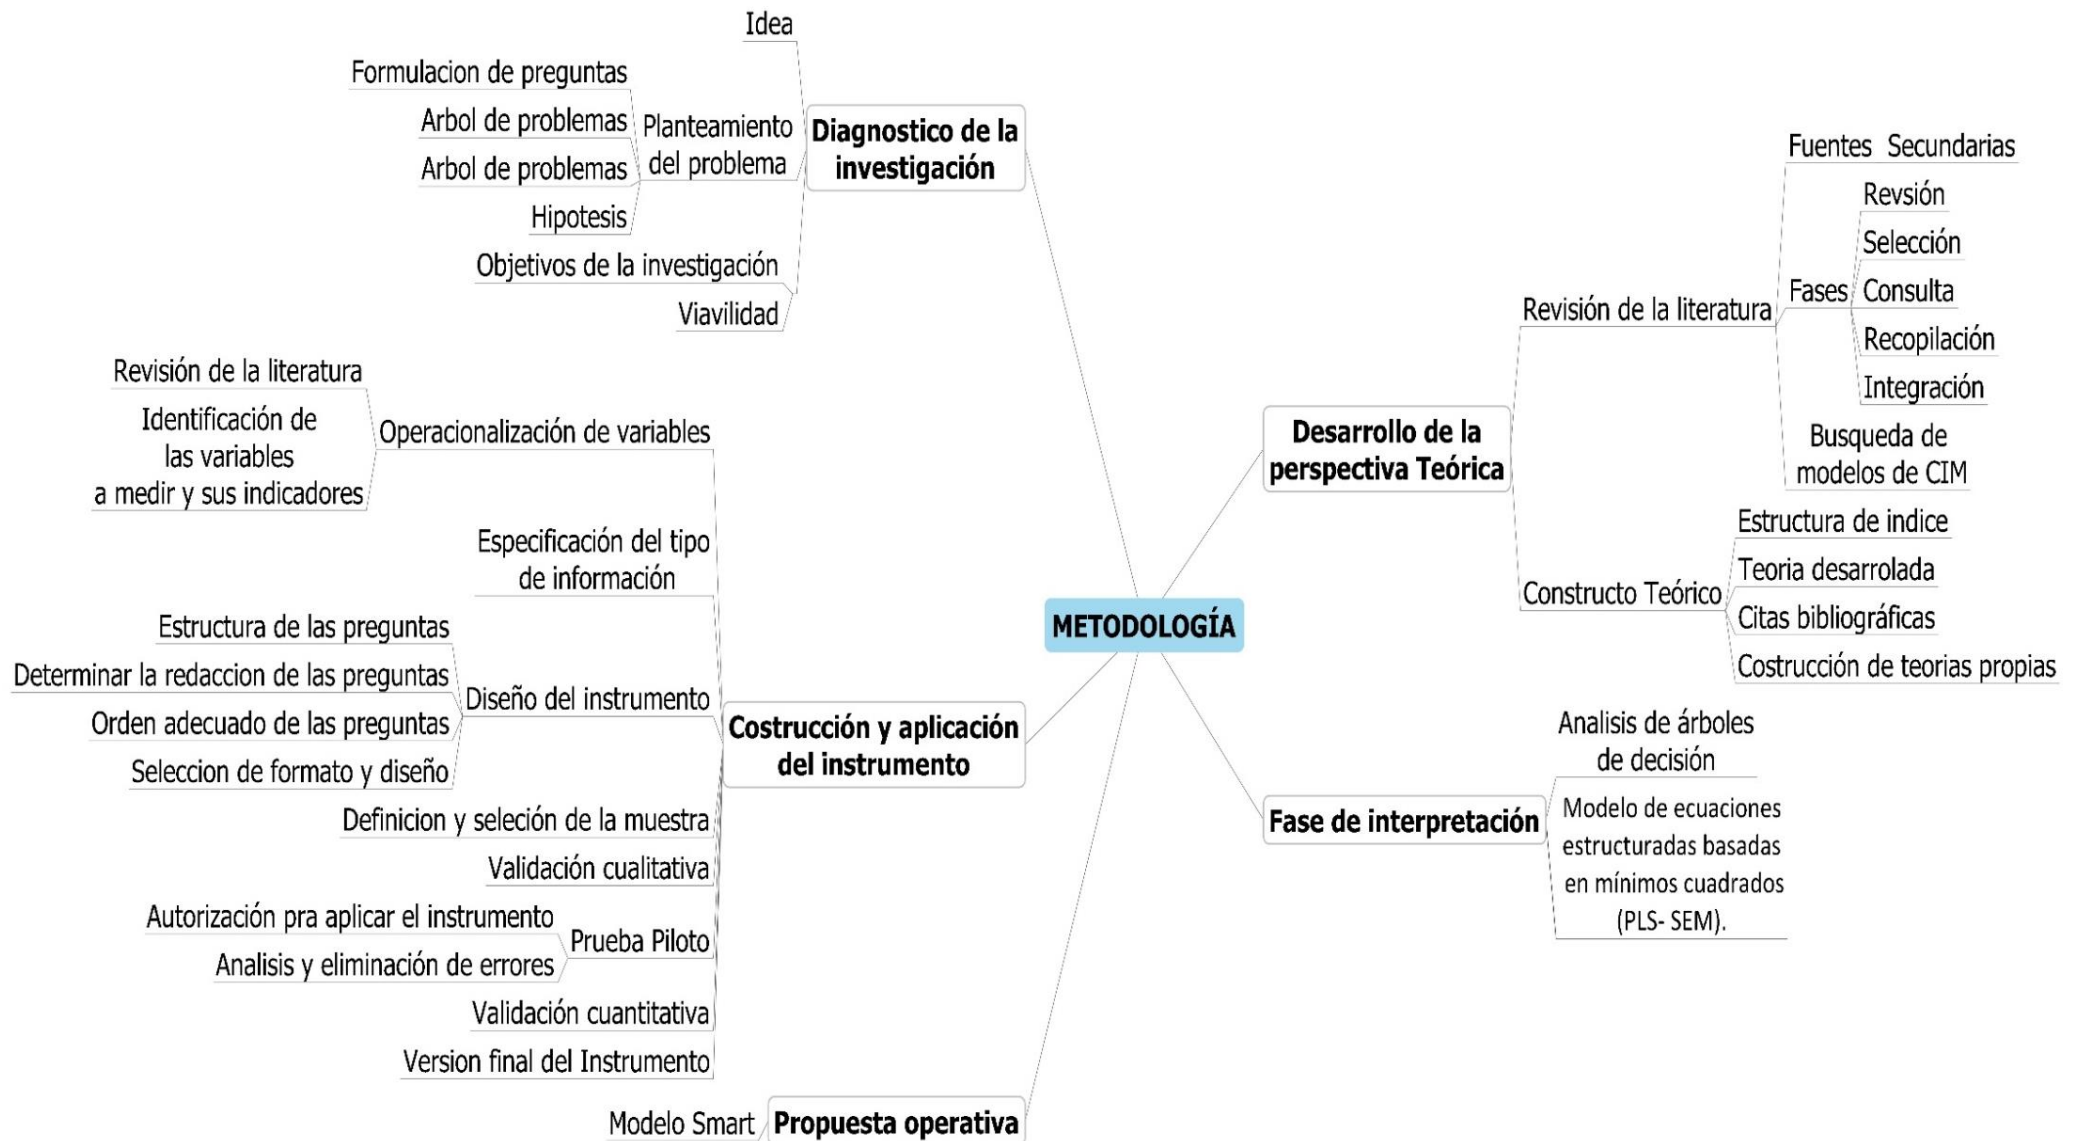 Idea
Formulacion de preguntas
Arbol de problemas
Arbol de problemas
Hipotesis
Planteamiento
del problema
Objetivos de la investigación
Viavilidad
Diagnostico de la
investigación
Revisión de la literatura
Identificación de
las variables
a medir y sus indicadores
Operacionalización de variables
Especificación del tipo
de información
Estructura de las preguntas
Determinar la redaccion de las preguntas
Orden adecuado de las preguntas
Seleccion de formato y diseño
Diseño del instrumento
Definicion y seleción de la muestra
Validación cualitativa
Autorización pra aplicar el instrumento
Analisis y eliminación de errores
Prueba Piloto
Validación cuantitativa
Version final del Instrumento
Costrucción y aplicación
del instrumento
Modelo Smart
Propuesta operativa
METODOLOGÍA
Desarrollo de la
perspectiva Teórica
Revisión de la literatura
Fuentes Secundarias
Fases
Revsión
Selección
Consulta
Recopilación
Integración
Busqueda de
modelos de CIM
Constructo Teórico
Estructura de indice
Teoria desarrolada
Citas bibliográficas
Costrucción de teorias propias
Fase de interpretación
Analisis de árboles
de decisión
Modelo de ecuaciones
estructuradas basadas
en mínimos cuadrados
(PLS- SEM).